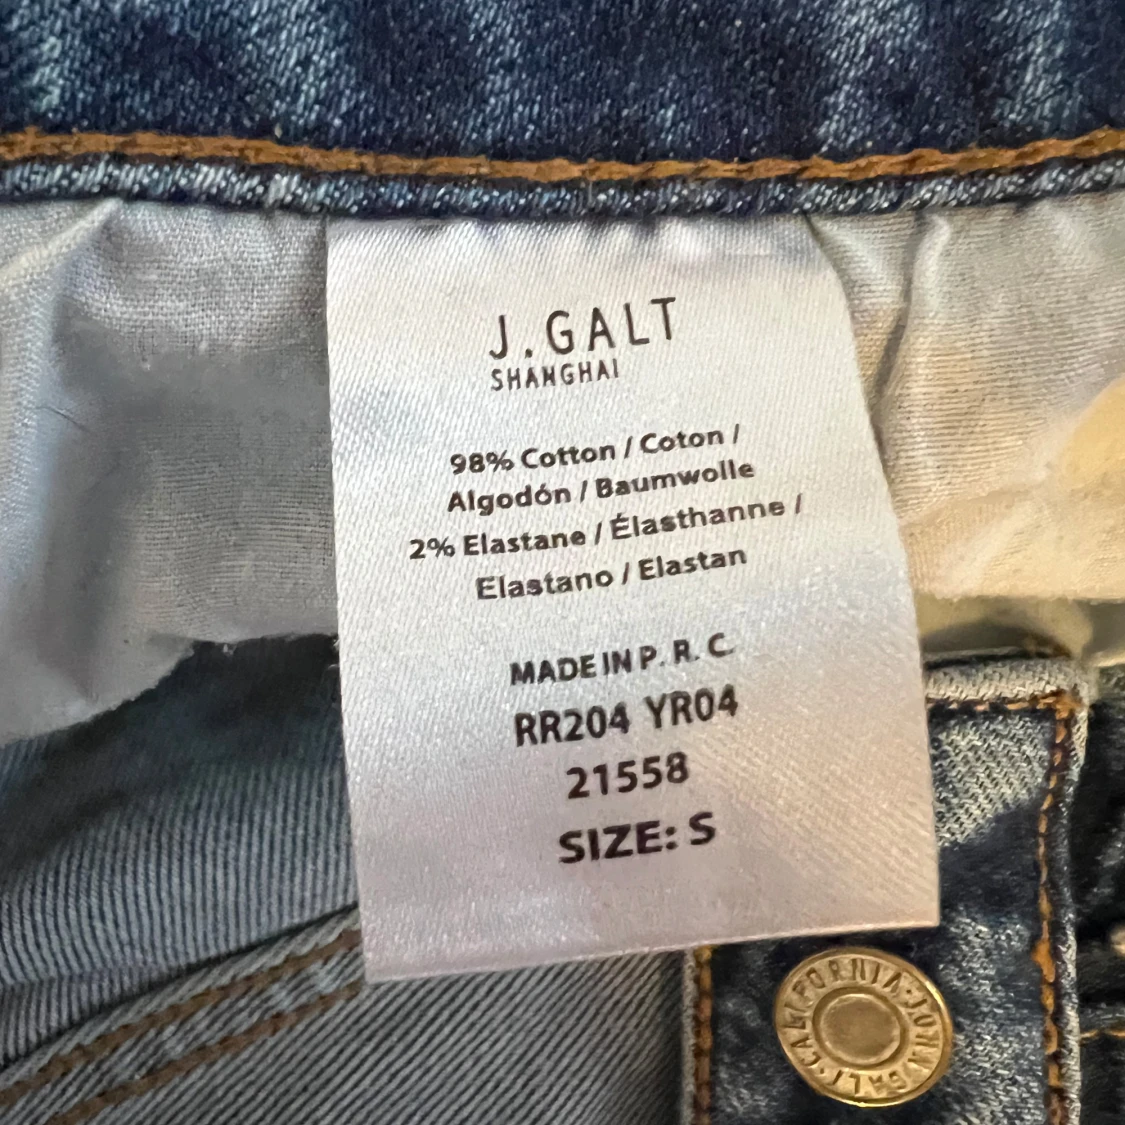 J.GALT
SHANGHAI
98% Cotton / Coton /
Algodón / Baumwolle
2% Elastane / Élasthanne /
Elastano / Elastan
MADE IN P. R. C.
RR204 YR04
21558
SIZE: S
CALIFORNIA · JOHN GALT ·